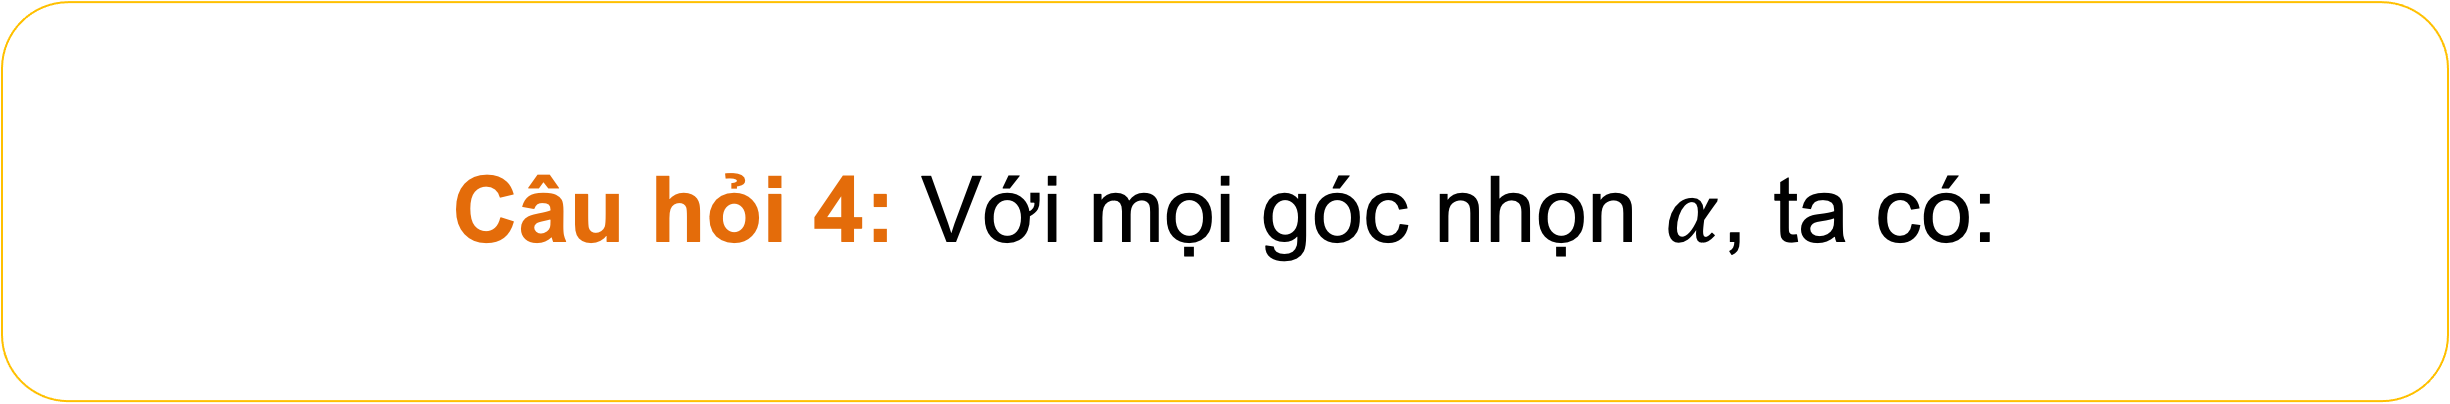 Câu hỏi 4: Với mọi góc nhọn 𝛼, ta có: